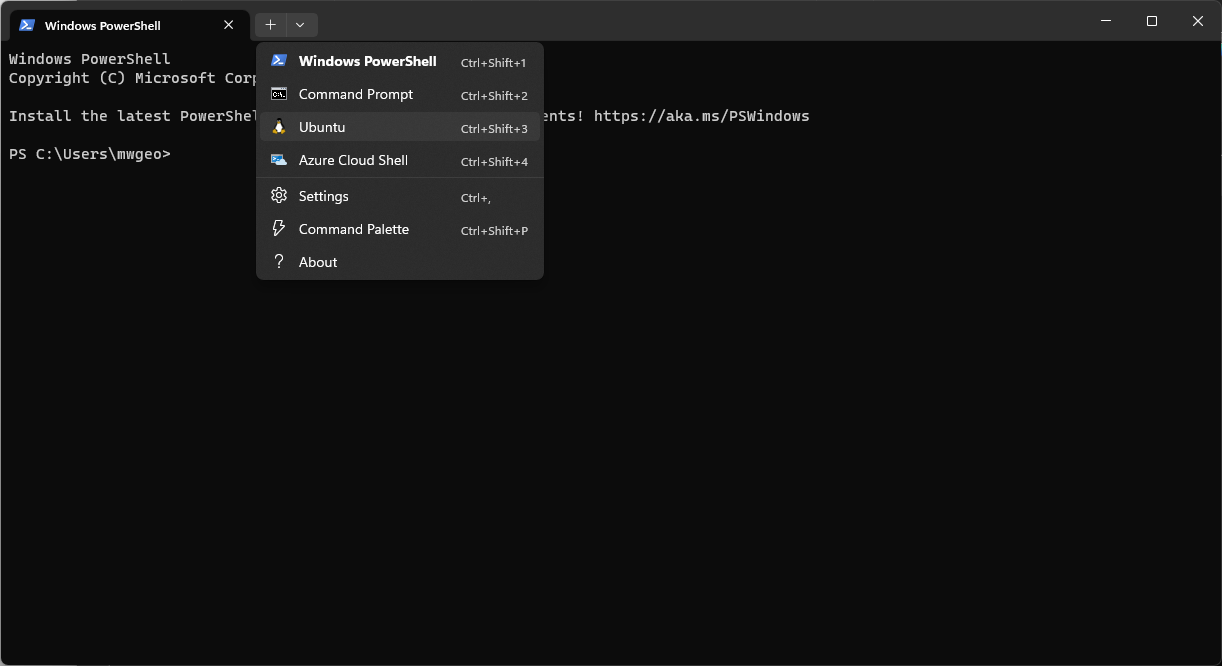 Windows PowerShell
Windows PowerShell
Copyright (C) Microsoft
Install the latest ents! https://aka.ms/PSWindows
PS C:\Users\mwgeo>
Windows PowerShell Ctrl+Shift+1
Command Prompt Ctrl+Shift+2
Ubuntu Ctrl+Shift+3
Azure Cloud Shell Ctrl+Shift+4
Settings Ctrl+,
Command Palette Ctrl+Shift+P
? About